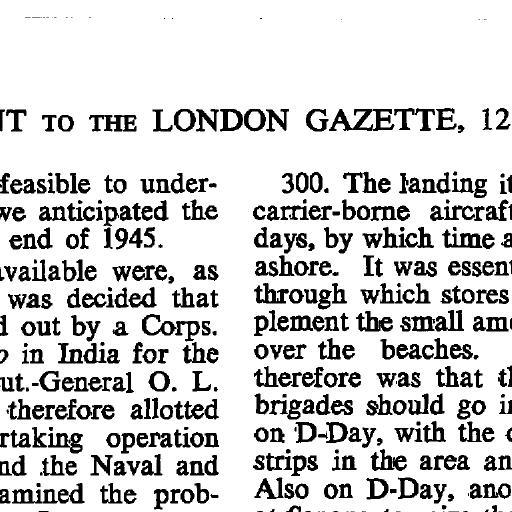 NT TO THE LONDON GAZETTE, 12
feasible to under-
we anticipated the
end of 1945.
available were, as
was decided that
d out by a Corps.
in India for the
ut.-General O. L.
therefore allotted
rtaking operation
nd the Naval and
amined the prob-
300. The landing it
carrier-borne aircraft
days, by which time a
ashore. It was essent
through which stores
plement the small amo
over the beaches.
therefore was that t
brigades should go i
on D-Day, with the
strips in the area an
Also on D-Day, ano